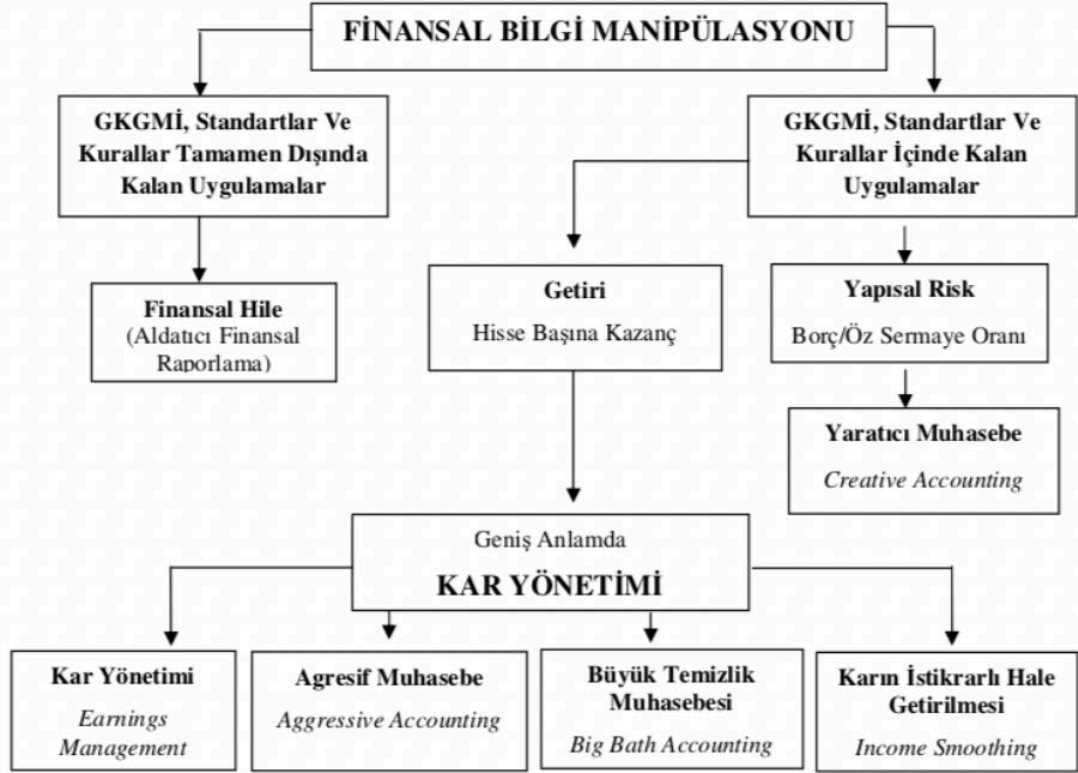 FİNANSAL BİLGİ MANİPÜLASYONU
GKGMİ, Standartlar Ve
Kurallar Tamamen Dışında
Kalan Uygulamalar
GKGMİ, Standartlar Ve
Kurallar İçinde Kalan
Uygulamalar
Finansal Hile
(Aldatıcı Finansal
Raporlama)
Getiri
Hisse Başına Kazanç
Yapısal Risk
Borç/Öz Sermaye Oranı
Yaratıcı Muhasebe
Creative Accounting
Geniş Anlamda
KAR YÖNETİMİ
Kar Yönetimi
Earnings
Management
Agresif Muhasebe
Aggressive Accounting
Büyük Temizlik
Muhasebesi
Big Bath Accounting
Karın İstikrarlı Hale
Getirilmesi
Income Smoothing